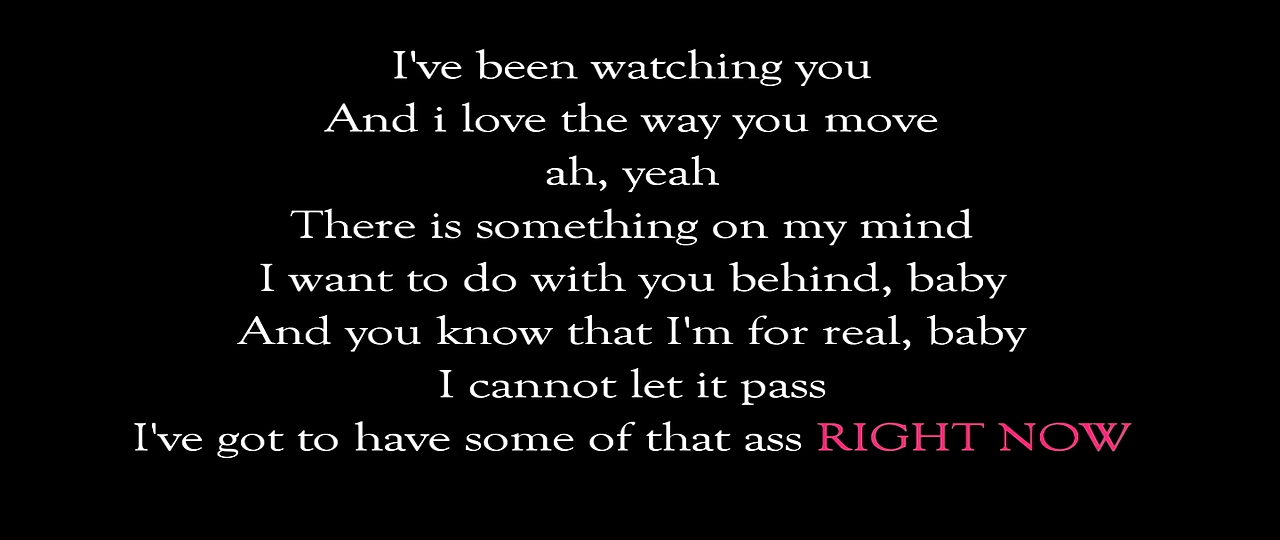 I've been watching you
And i love the way you move
ah, yeah
There is something on my mind
I want to do with you behind, baby
And you know that I'm for real, baby
I cannot let it pass
I've got to have some of that ass RIGHT NOW